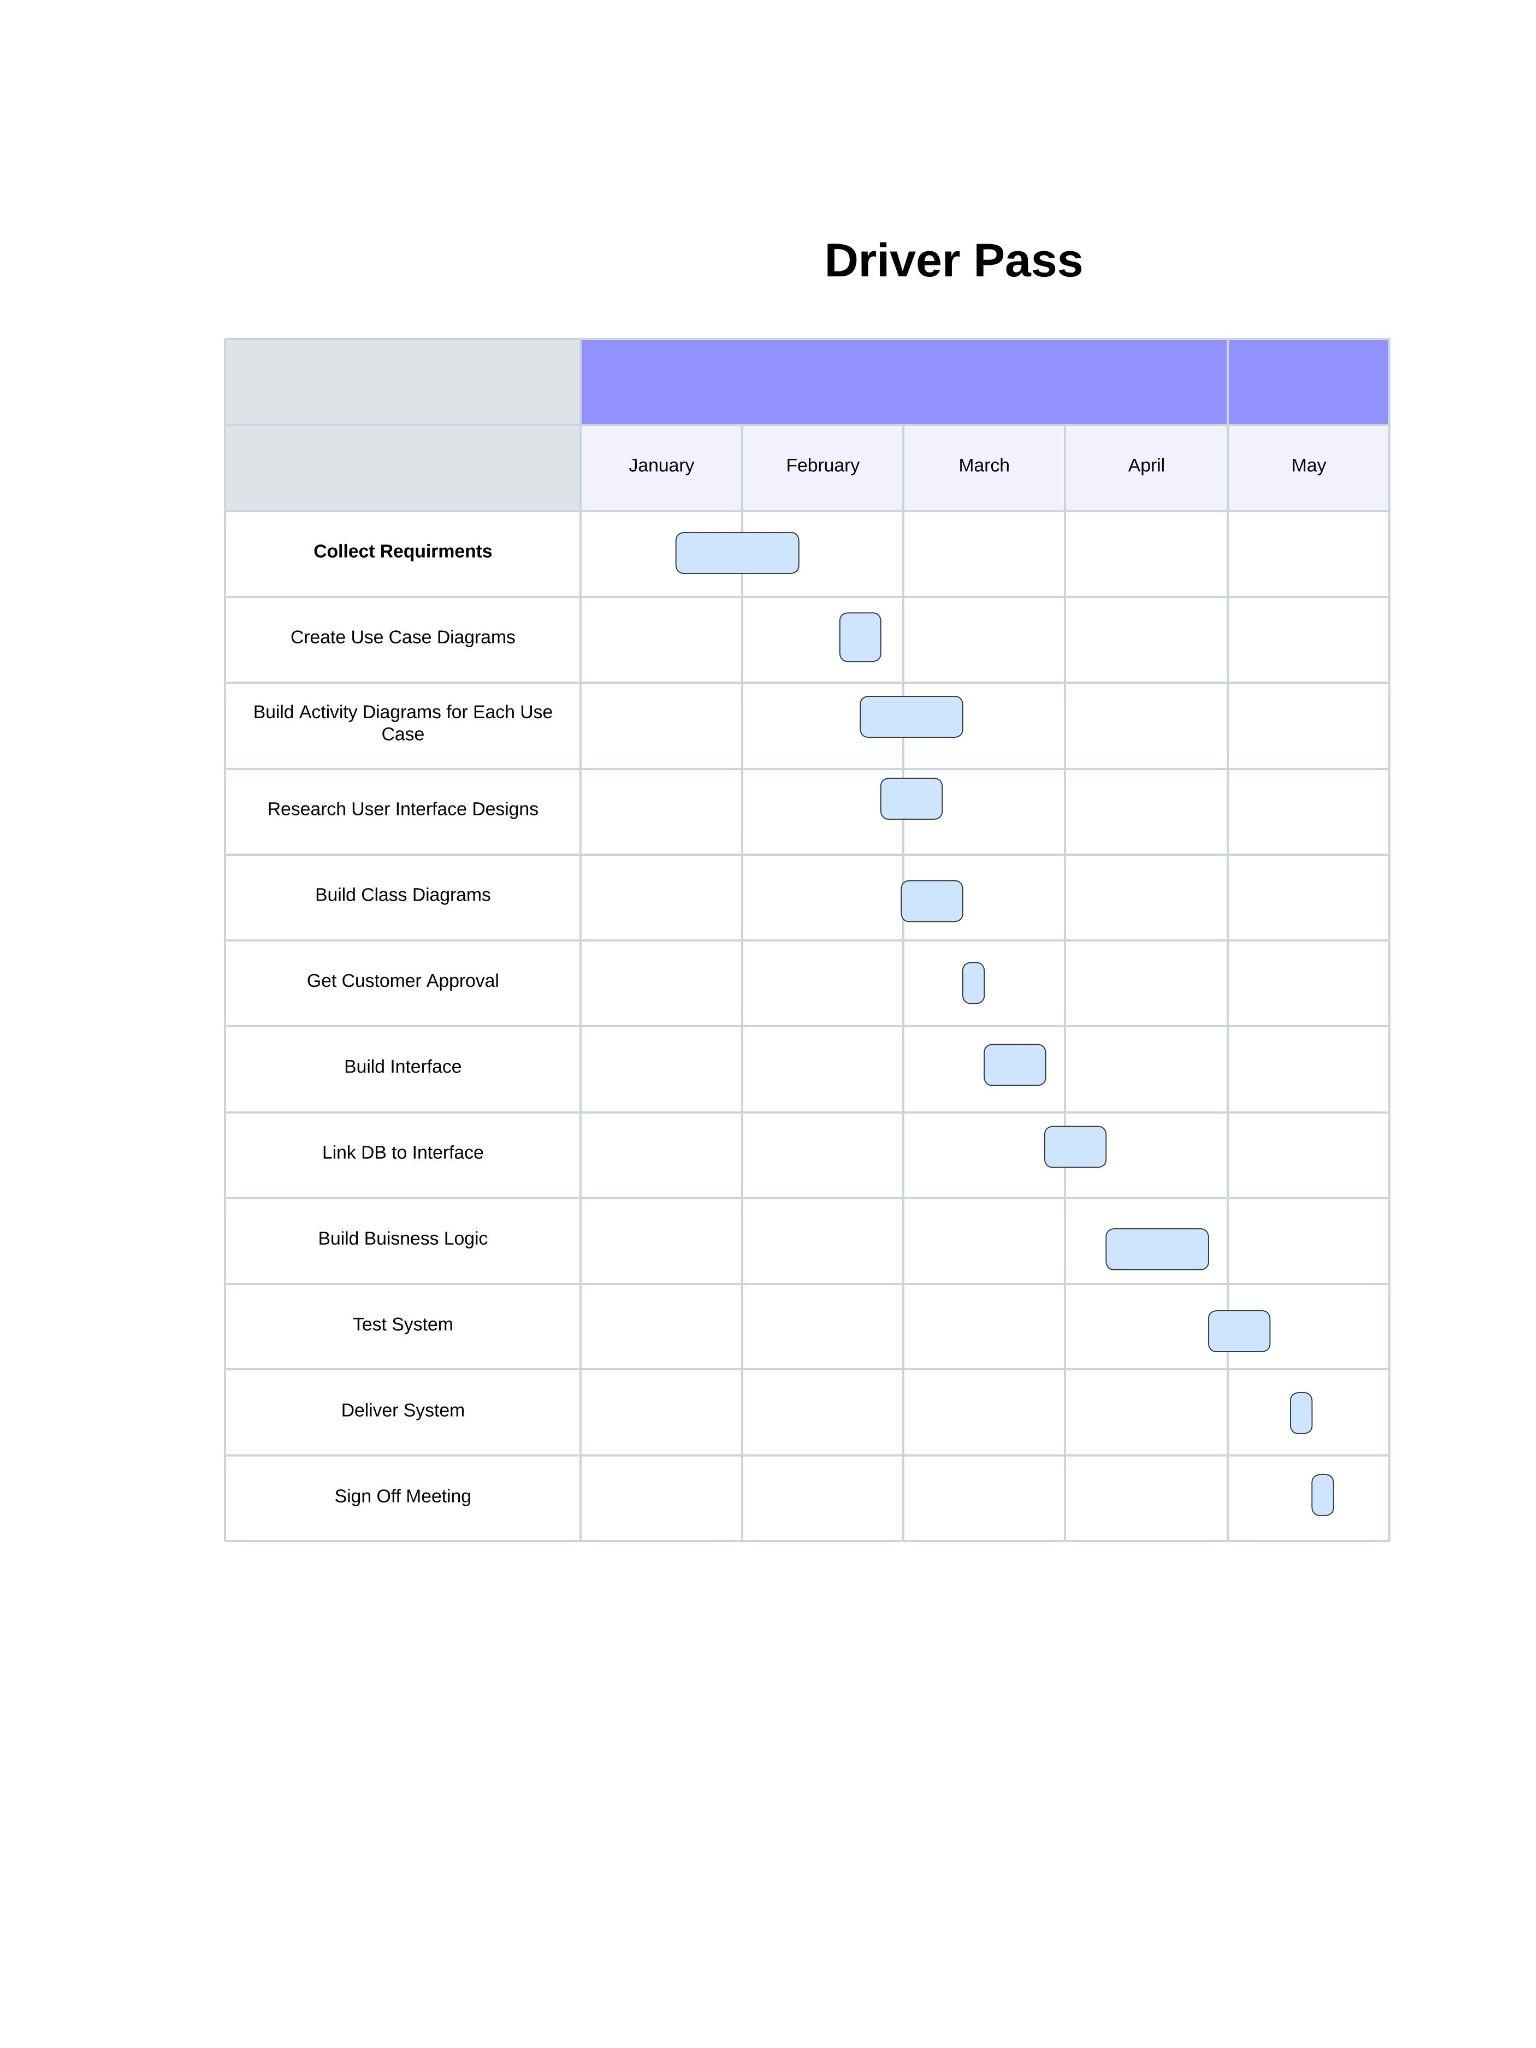 Driver Pass
January
February
March
April
May
Collect Requirments
Create Use Case Diagrams
Build Activity Diagrams for Each Use
Case
Research User Interface Designs
Build Class Diagrams
Get Customer Approval
Build Interface
Link DB to Interface
Build Buisness Logic
Test System
Deliver System
Sign Off Meeting